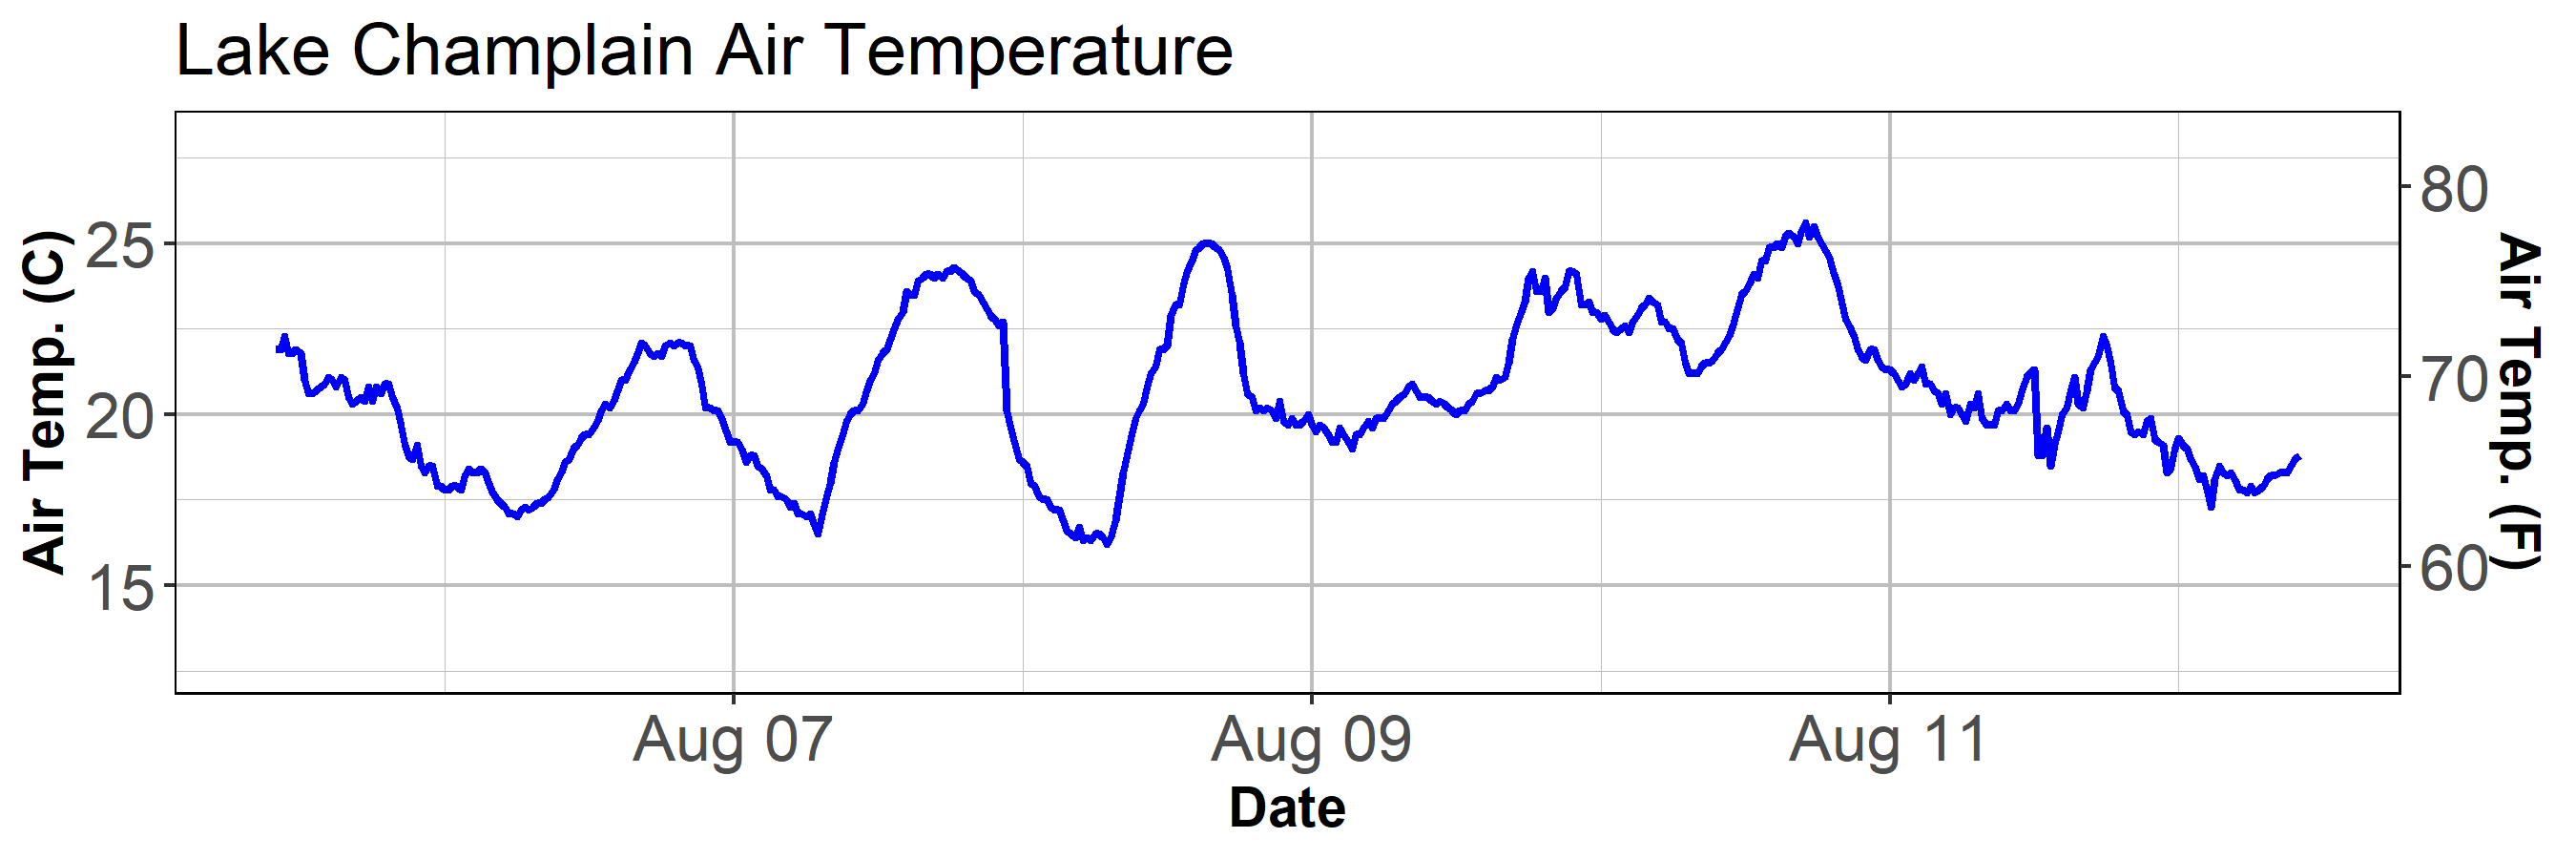 Lake Champlain Air Temperature
Air Temp. (C)
25
20
15
80
70
60
Air Temp. (F)
Aug 07 Aug 09 Aug 11
Date